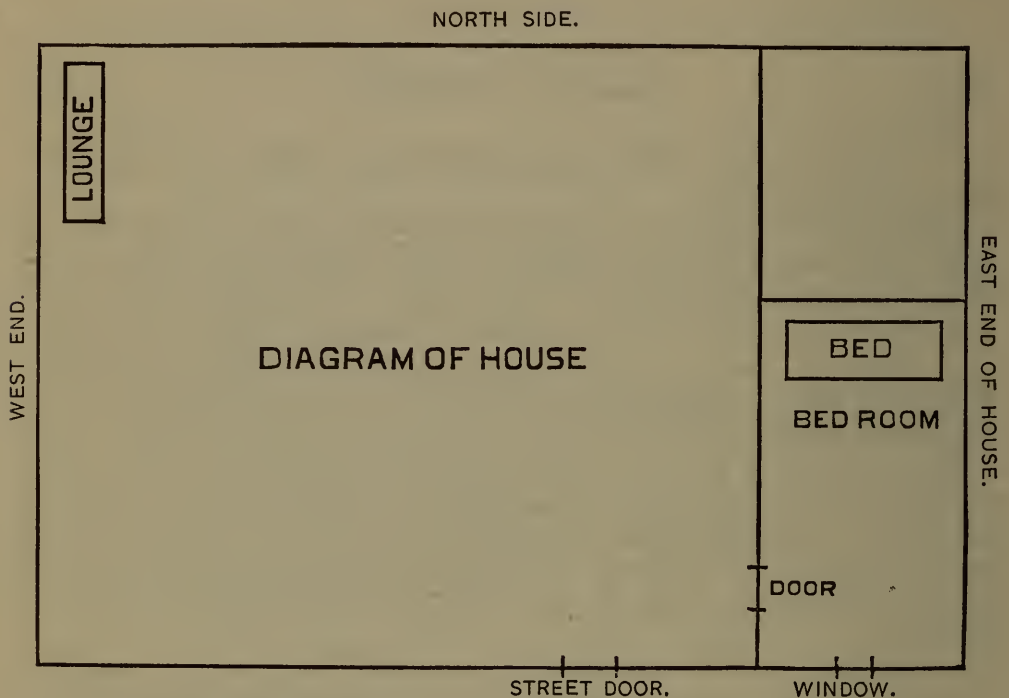 NORTH SIDE.
LOUNGE
WEST END.
DIAGRAM OF HOUSE
BED
BED ROOM
EAST END OF HOUSE.
DOOR
STREET DOOR.
WINDOW.